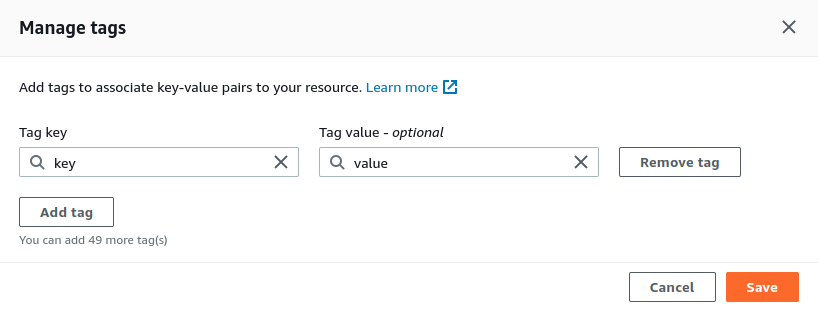 Manage tags
Add tags to associate key-value pairs to your resource. Learn more
Tag key
Tag value - optional
key
value
Remove tag
Add tag
You can add 49 more tag(s)
Cancel
Save